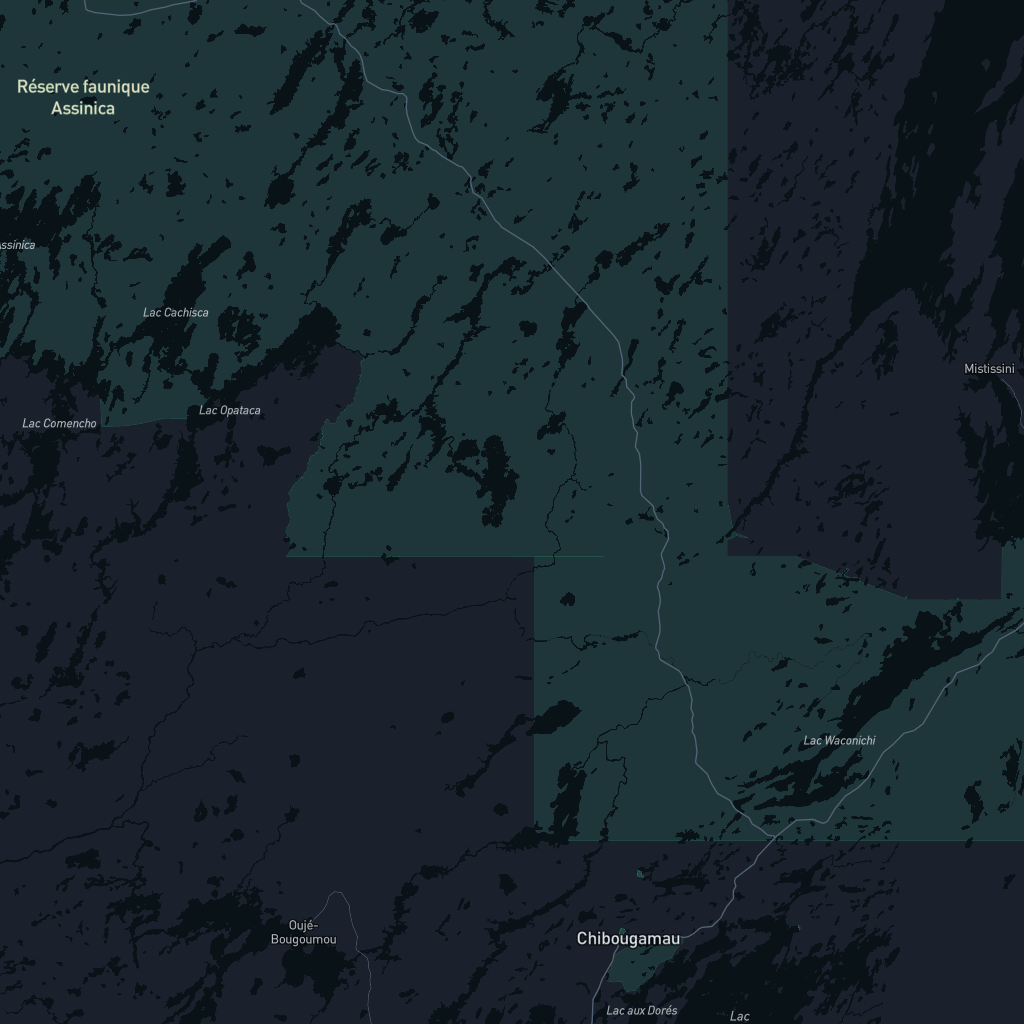 Réserve faunique
Assinica
Assinica
Lac Cachisca
Mistissini
Lac Opataca
Lac Comencho
Lac Waconichi
Oujé-
Bougoumou
Chibougamau
Lac aux Dorés
Lac